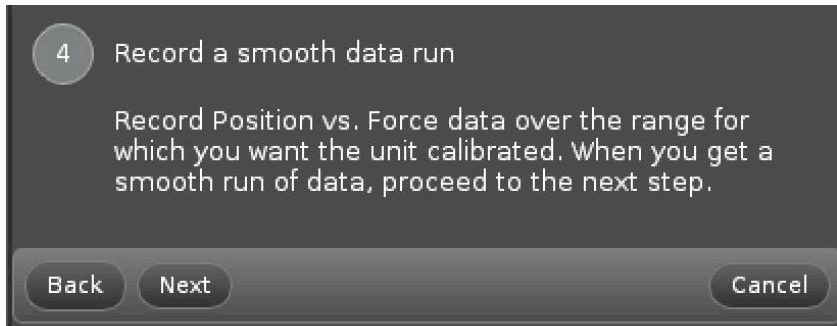 4 Record a smooth data run
Record Position vs. Force data over the range for
which you want the unit calibrated. When you get a
smooth run of data, proceed to the next step.
Back Next Cancel